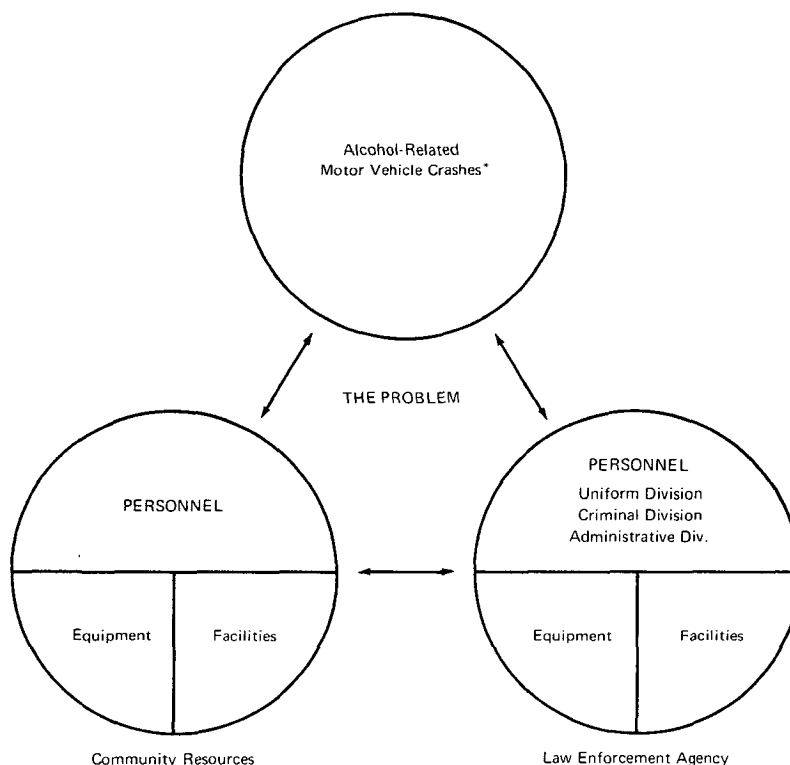 Alcohol-Related
Motor Vehicle Crashes*
THE PROBLEM
PERSONNEL
Equipment
Facilities
Community Resources
PERSONNEL
Uniform Division
Criminal Division
Administrative Div.
Equipment
Facilities
Law Enforcement Agency